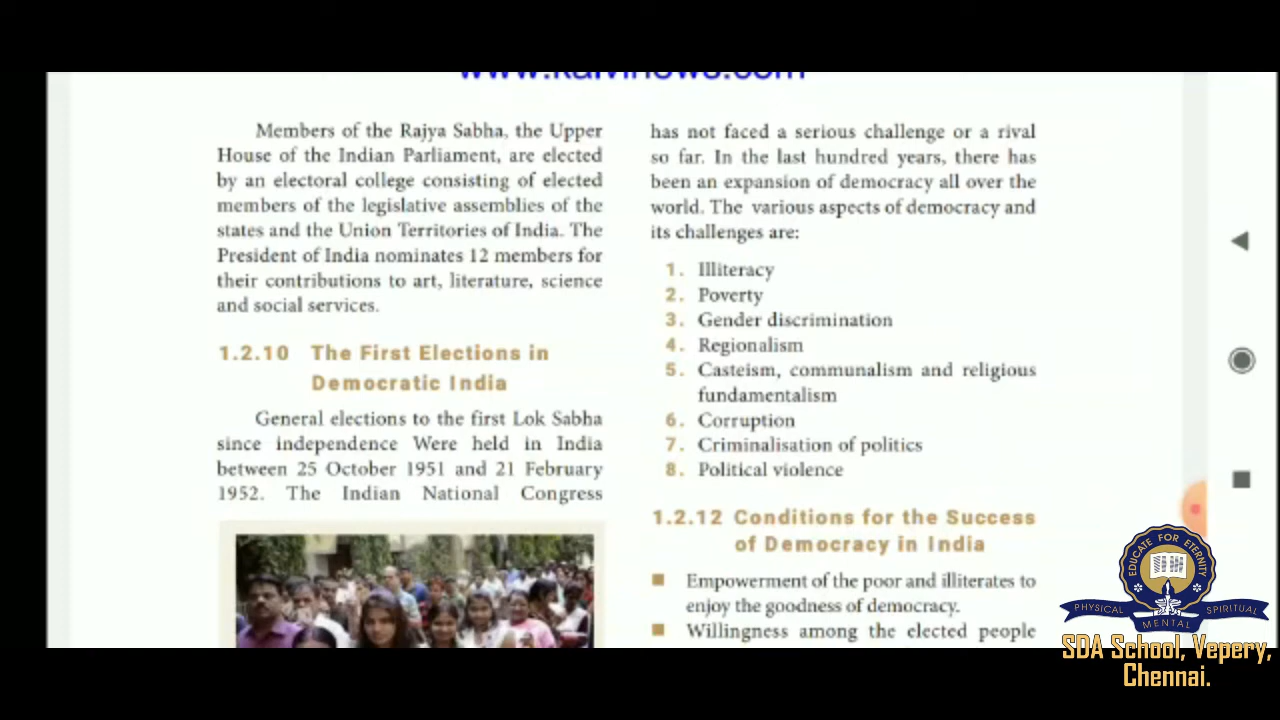 www.kalvinews.com
Members of the Rajya Sabha, the Upper
House of the Indian Parliament, are elected
by an electoral college consisting of elected
members of the legislative assemblies of the
states and the Union Territories of India. The
President of India nominates 12 members for
their contributions to art, literature, science
and social services.
1.2.10 The First Elections in
Democratic India
General elections to the first Lok Sabha
since independence Were held in India
between 25 October 1951 and 21 February
1952. The Indian National Congress
has not faced a serious challenge or a rival
so far. In the last hundred years, there has
been an expansion of democracy all over the
world. The various aspects of democracy and
its challenges are:
1. Illiteracy
2. Poverty
3. Gender discrimination
4. Regionalism
5. Casteism, communalism and religious
fundamentalism
6. Corruption
7. Criminalisation of politics
8. Political violence
1.2.12 Conditions for the Success
of Democracy in India
■ Empowerment of the poor and illiterates to
enjoy the goodness of democracy.
■ Willingness among the elected people
EDUCATE FOR ETERNITY
PHYSICAL
MENTAL
SPIRITUAL
SDA School, Vepery,
Chennai.